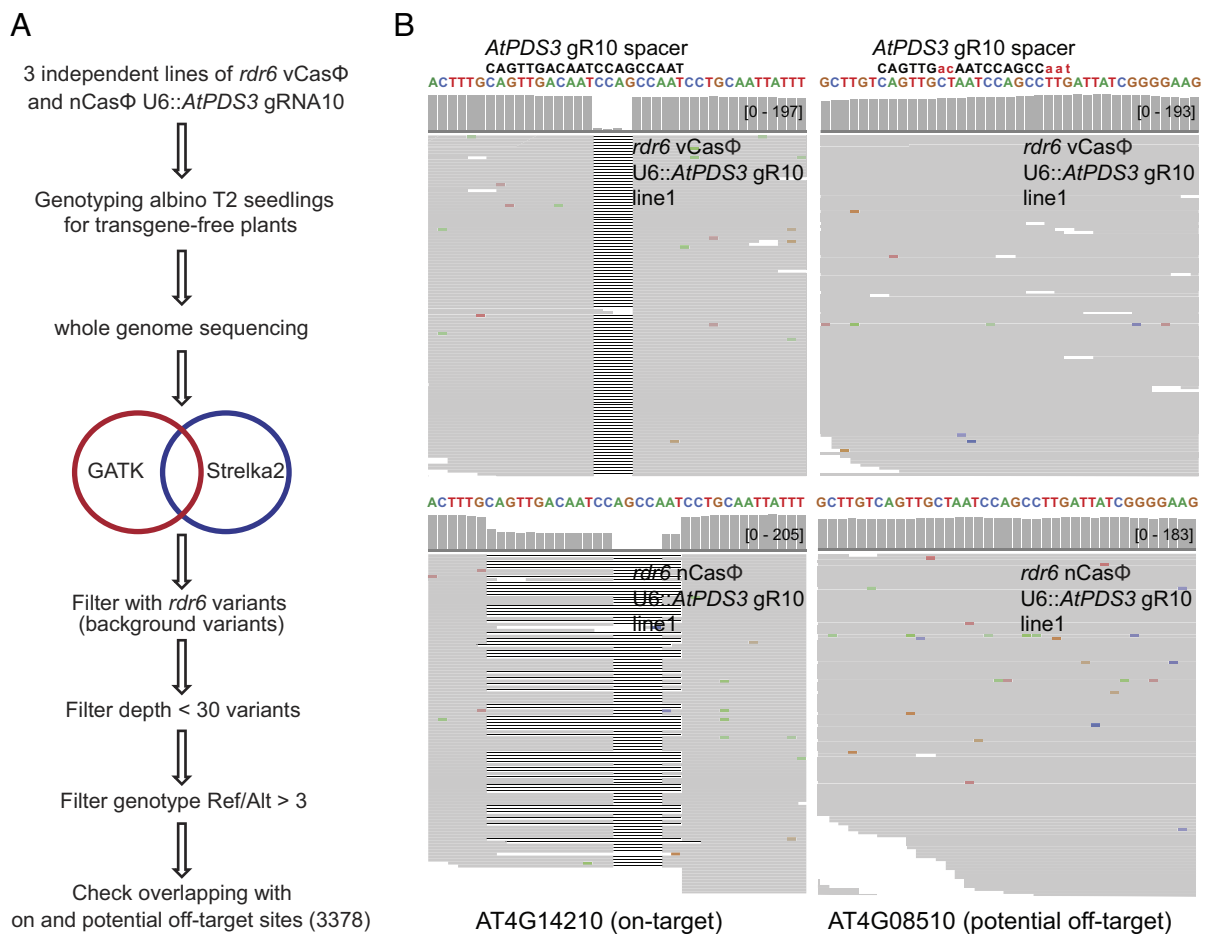 A
3 independent lines of rdr6 vCasΦ
and nCasΦ U6::AtPDS3 gRNA10
Genotyping albino T2 seedlings
for transgene-free plants
whole genome sequencing
GATK
Strelka2
Filter with rdr6 variants
(background variants)
Filter depth < 30 variants
Filter genotype Ref/Alt > 3
Check overlapping with
on and potential off-target sites (3378)
B
AtPDS3 gR10 spacer
CAGTTGACAATCCAGCCAAT
ACTTTGCAGTTGACAATCCAGCCAATCCTGCAATTATTT
[0 - 197]
rdr6 vCasΦ
U6::AtPDS3 gR10
line1
AtPDS3 gR10 spacer
CAGTTGacAATCCAGCCaat
GCTTGTCAGTTGCTAATCCAGCCTTGATTATCGGGGAAG
[0 - 193]
rdr6 vCasΦ
U6::AtPDS3 gR10
line1
ACTTTGCAGTTGACAATCCAGCCAATCCTGCAATTATTT
[0 - 205]
rdr6 nCasΦ
U6::AtPDS3 gR10
line1
AT4G14210 (on-target)
GCTTGTCAGTTGCTAATCCAGCCTTGATTATCGGGGAAG
[0 - 183]
rdr6 nCasΦ
U6::AtPDS3 gR10
line1
AT4G08510 (potential off-target)